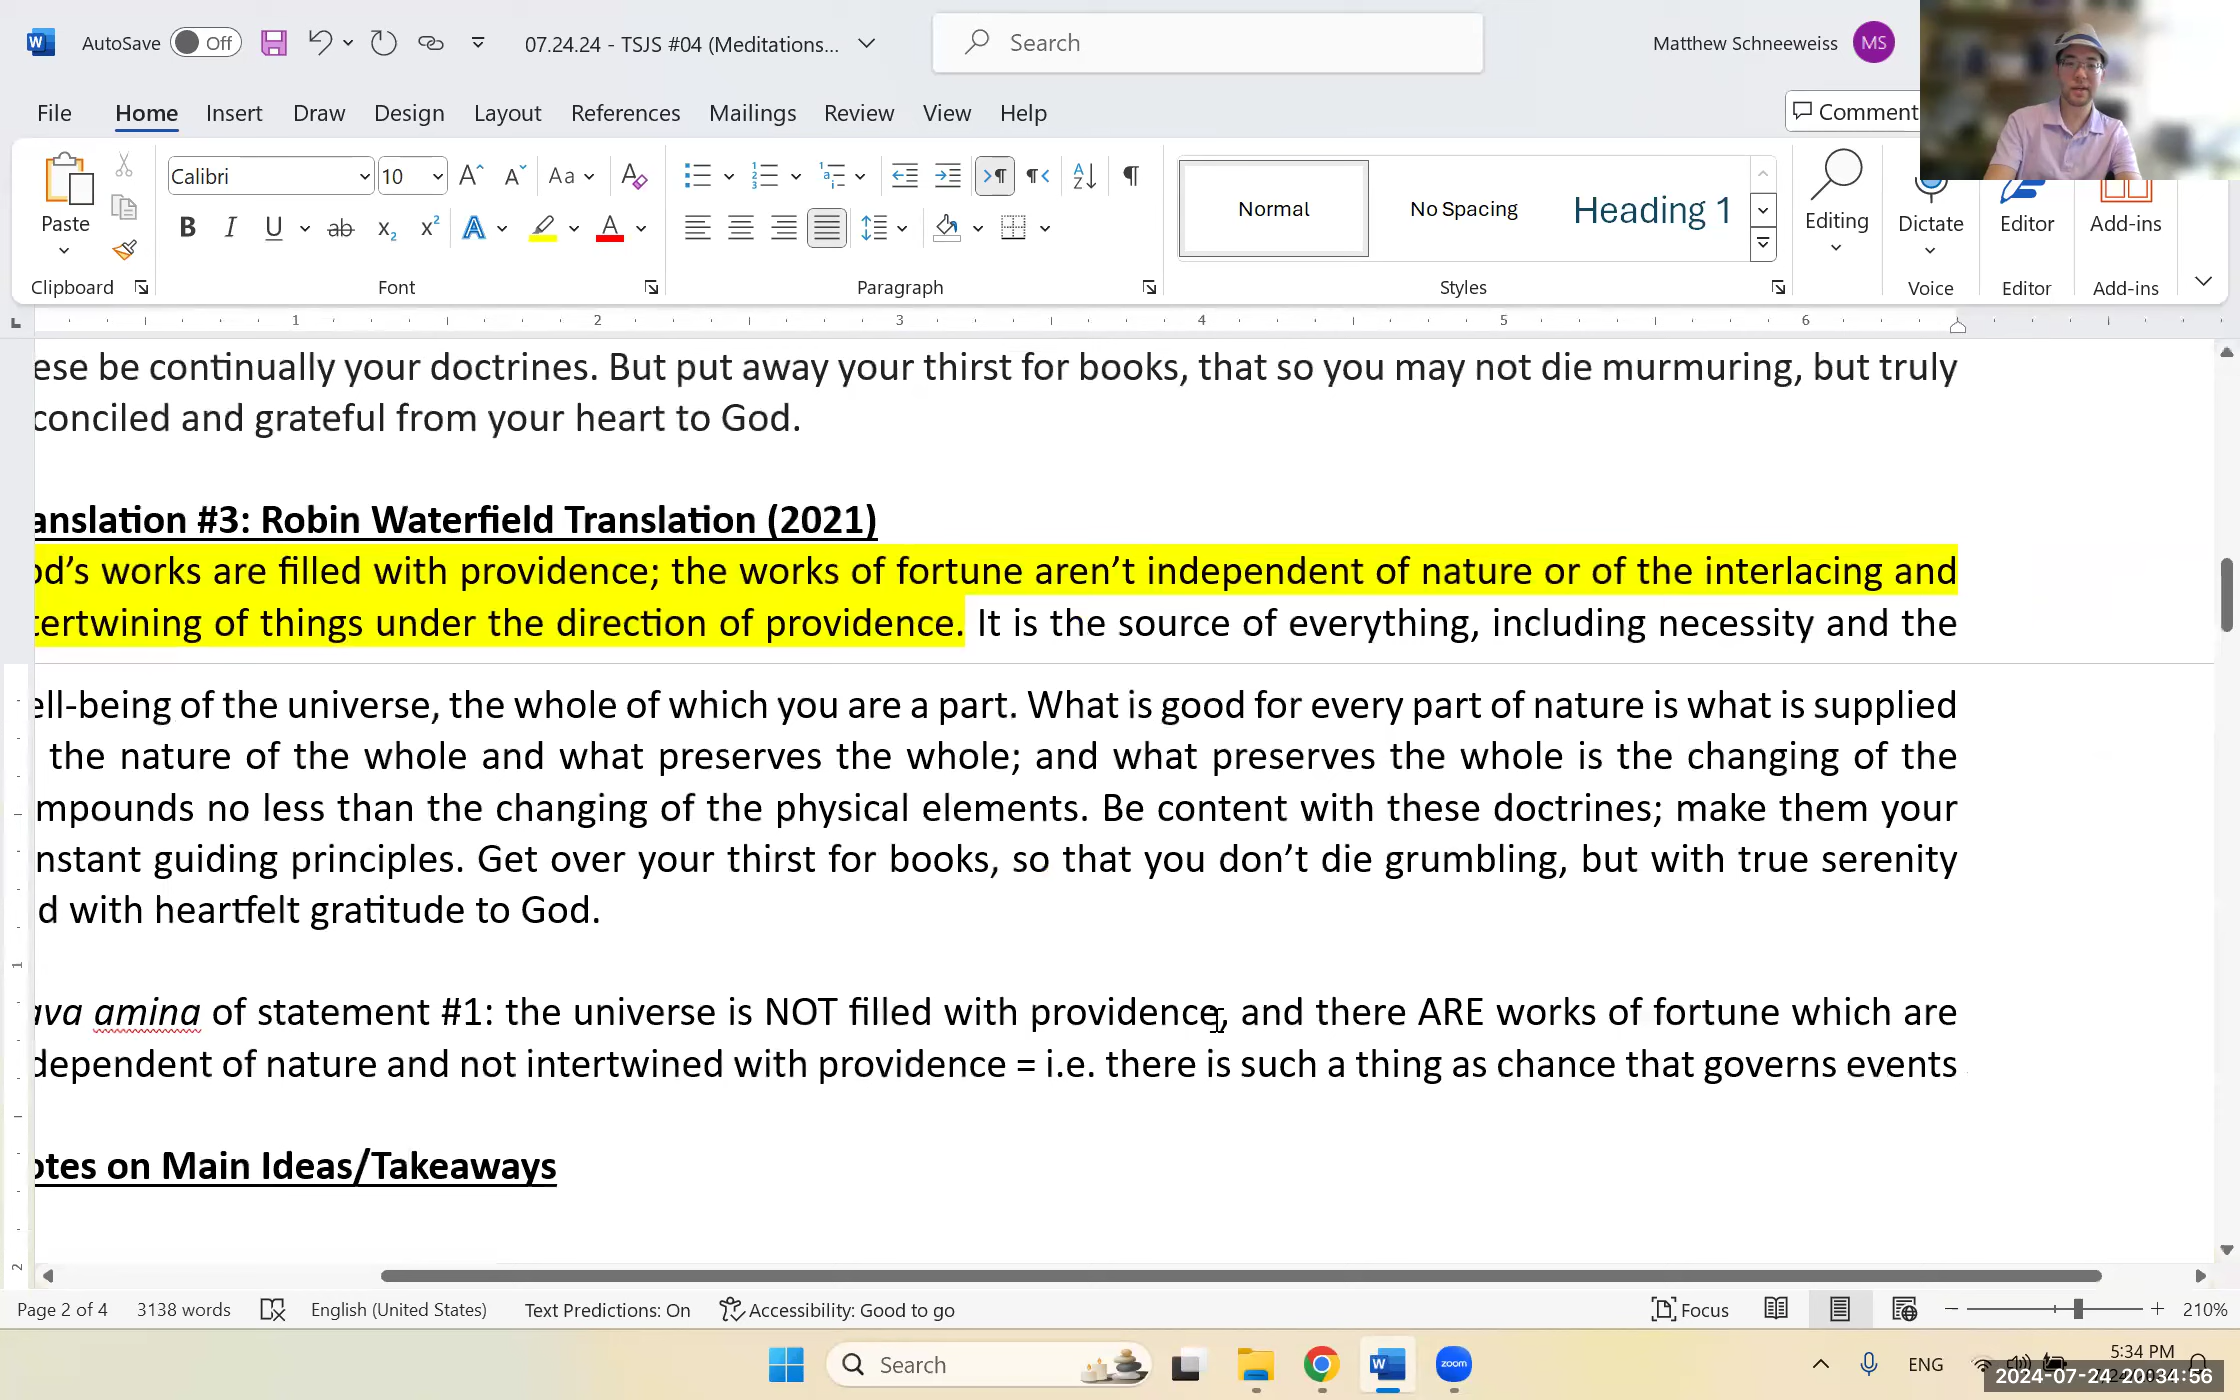 AutoSave Off 07.24.24 - TSJS #04 (Meditations... Search Matthew Schneeweiss MS
File Home Insert Draw Design Layout References Mailings Review View Help Comment
Paste Calibri 10 Normal No Spacing Heading 1 Editing Dictate Editor Add-ins
Clipboard Font Paragraph Styles Voice Editor Add-ins
1 2 3 4 5 6
ese be continually your doctrines. But put away your thirst for books, that so you may not die murmuring, but truly
conciled and grateful from your heart to God.
anslation #3: Robin Waterfield Translation (2021)
od’s works are filled with providence; the works of fortune aren’t independent of nature or of the interlacing and
tertwining of things under the direction of providence. It is the source of everything, including necessity and the
ell-being of the universe, the whole of which you are a part. What is good for every part of nature is what is supplied
the nature of the whole and what preserves the whole; and what preserves the whole is the changing of the
mpounds no less than the changing of the physical elements. Be content with these doctrines; make them your
nstant guiding principles. Get over your thirst for books, so that you don’t die grumbling, but with true serenity
d with heartfelt gratitude to God.
ava amina of statement #1: the universe is NOT filled with providence, and there ARE works of fortune which are
dependent of nature and not intertwined with providence = i.e. there is such a thing as chance that governs events
otes on Main Ideas/Takeaways
Page 2 of 4 3138 words English (United States) Text Predictions: On Accessibility: Good to go Focus 210%
Search zoom ENG 5:34 PM
2024-07-24 20:34:56